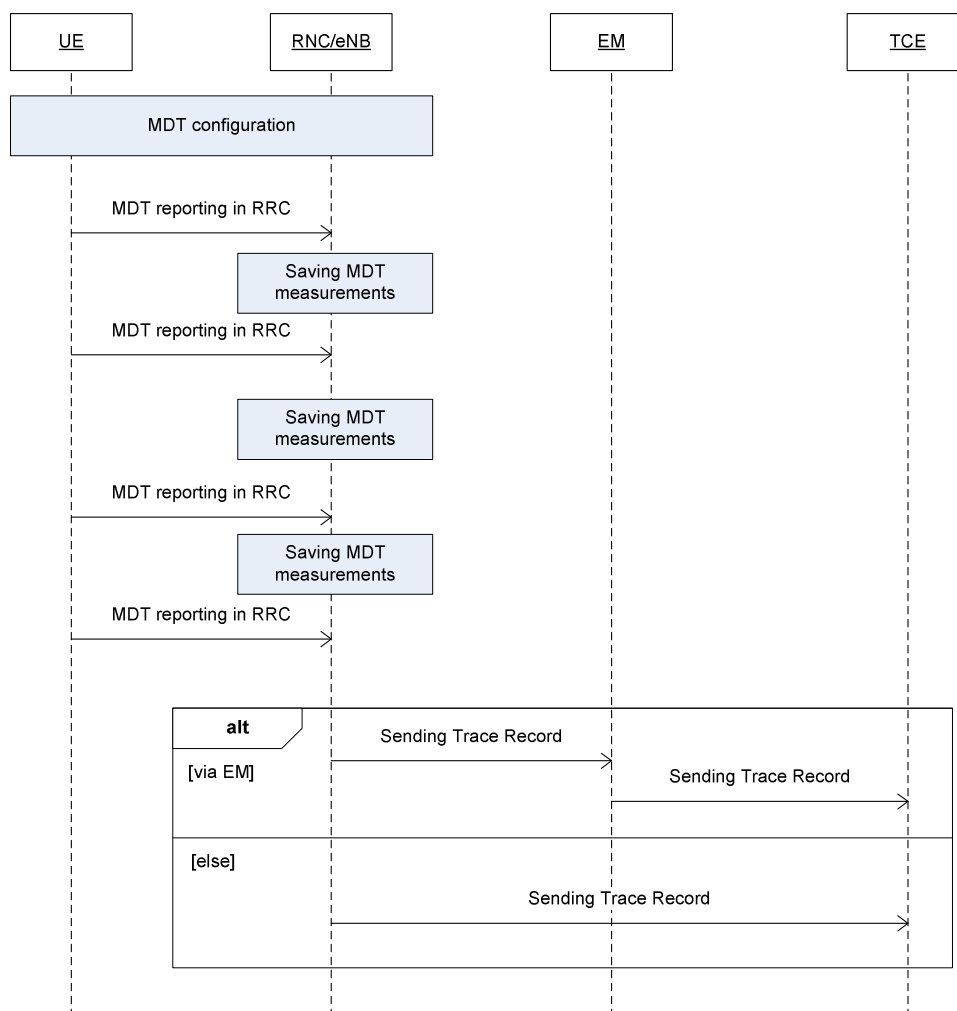 UE
RNC/eNB
EM
TCE
MDT configuration
MDT reporting in RRC
Saving MDT
measurements
MDT reporting in RRC
Saving MDT
measurements
MDT reporting in RRC
Saving MDT
measurements
MDT reporting in RRC
alt
Sending Trace Record
[via EM]
Sending Trace Record
[else]
Sending Trace Record